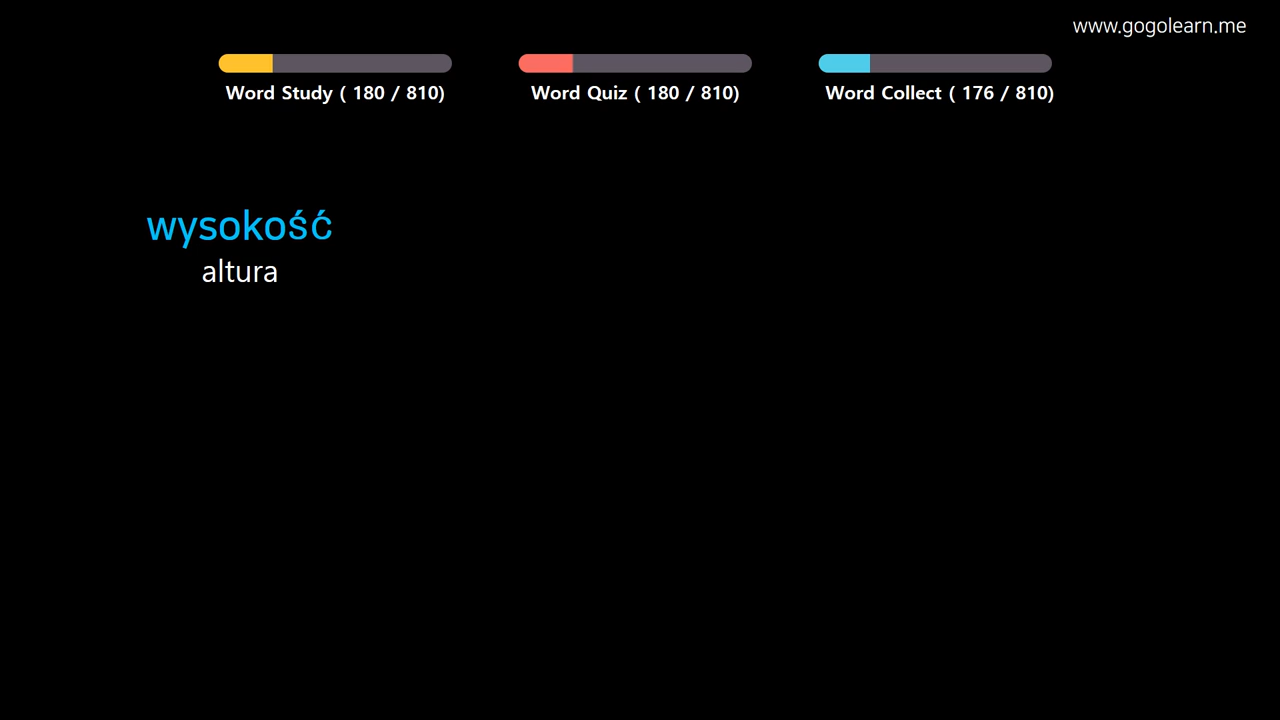 www.gogolearn.me
Word Study ( 180 / 810)
Word Quiz ( 180 / 810)
Word Collect ( 176 / 810)
wysokość
altura